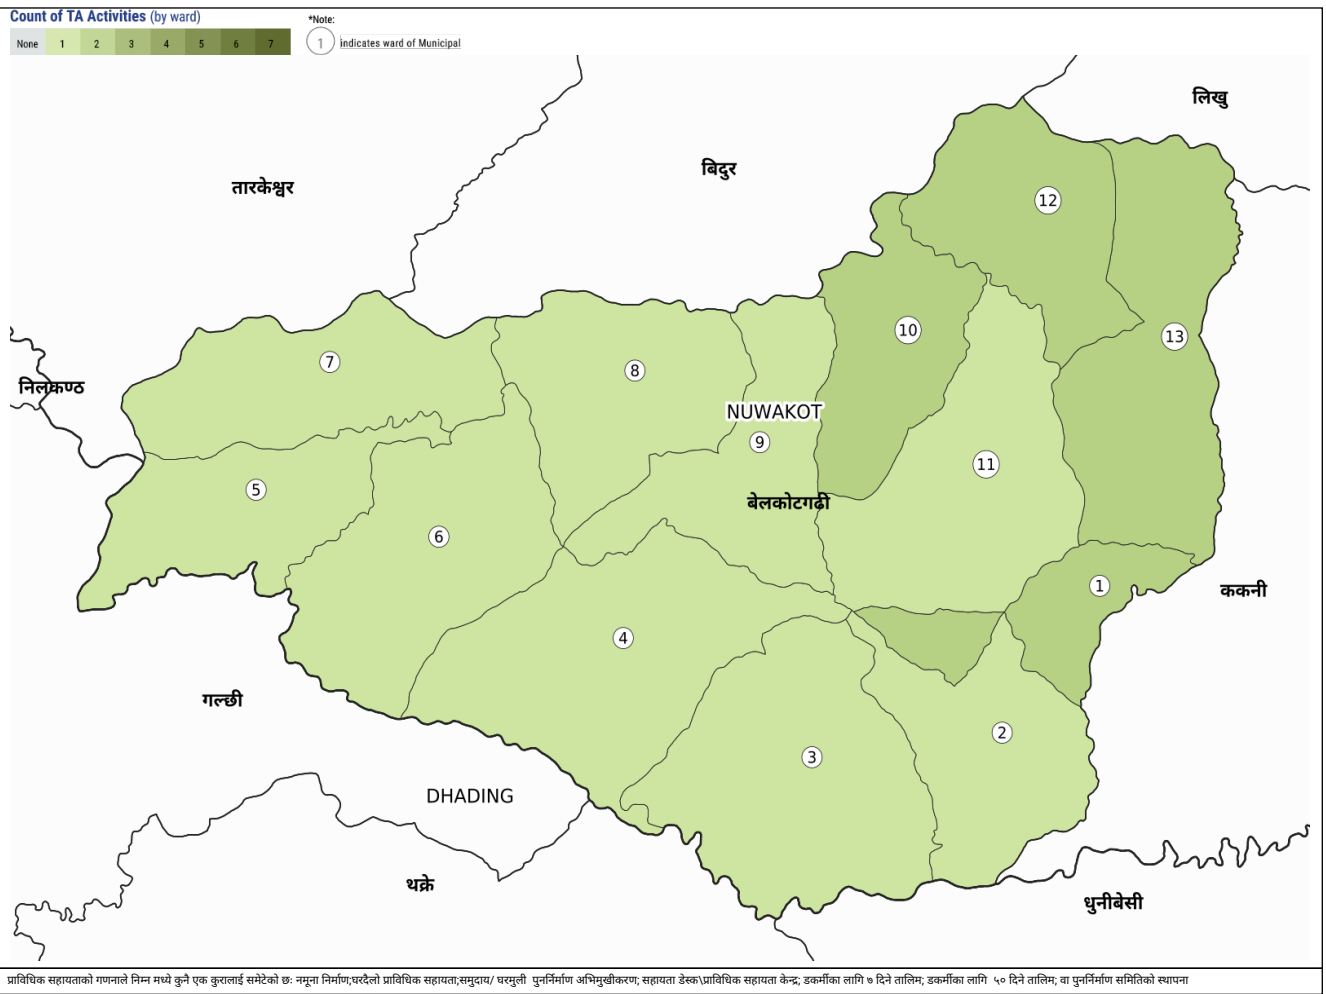 Count of TA Activities (by ward)
None 1 2 3 4 5 6 7
*Note:
1 indicates ward of Municipal
लिखु
बिदुर
तारकेश्वर
12
10
13
7
8
निलकण्ठ
NUWAKOT
9
11
5
बेलकोटगढी
6
1
ककनी
4
गल्छी
2
3
DHADING
थक्रे
धुनीबेसी
प्राविधिक सहायताको गणनाले निम्न मध्ये कुनै एक कुरालाई समेटेको छः नमूना निर्माण;घरदैलो प्राविधिक सहायता;समुदाय/ घरमुली पुनर्निर्माण अभिमुखीकरण; सहायता डेस्क\प्राविधिक सहायता केन्द्र; डकर्मीका लागि ७ दिने तालिम; डकर्मीका लागि ५० दिने तालिम; वा पुनर्निर्माण समितिको स्थापना